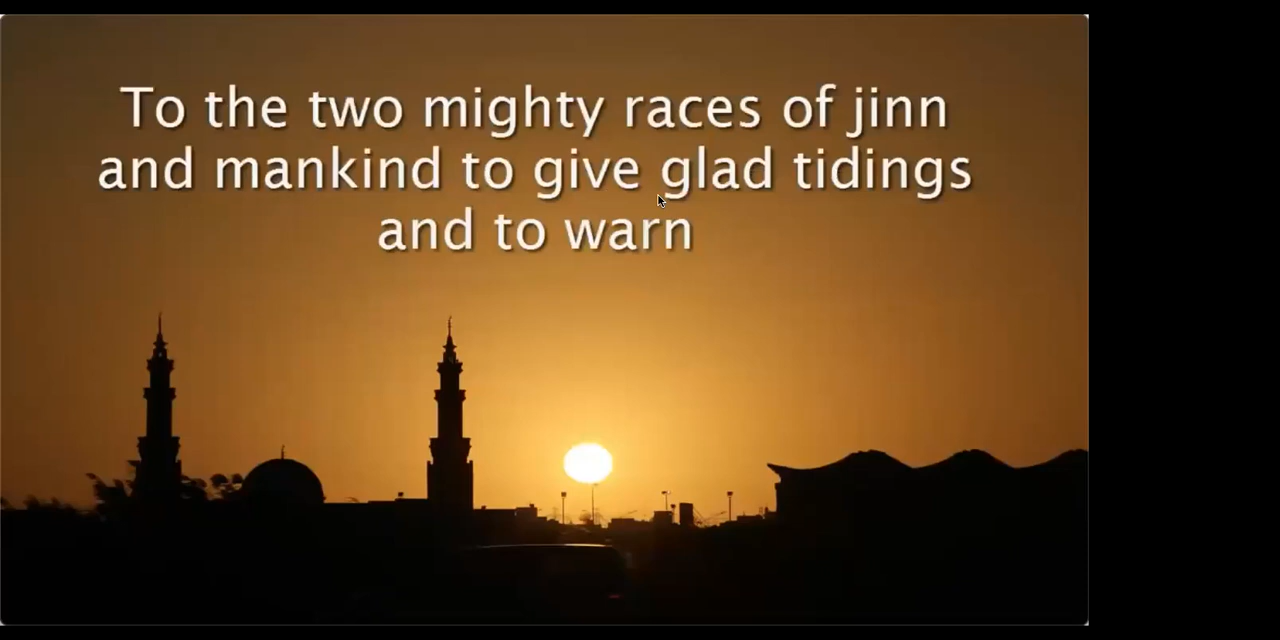 To the two mighty races of jinn
and mankind to give glad tidings
and to warn